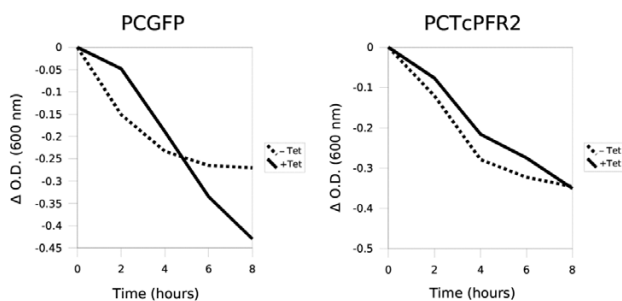 PCGFP
0
-0.05
-0.1
-0.15
-0.2
-0.25
-0.3
-0.35
-0.4
-0.45
Δ O.D. (600 nm)
0 2 4 6 8
Time (hours)
– Tet
+Tet
PCTcPFR2
0
-0.1
-0.2
-0.3
-0.4
-0.5
Δ O.D. (600 nm)
0 2 4 6 8
Time (hours)
– Tet
+Tet